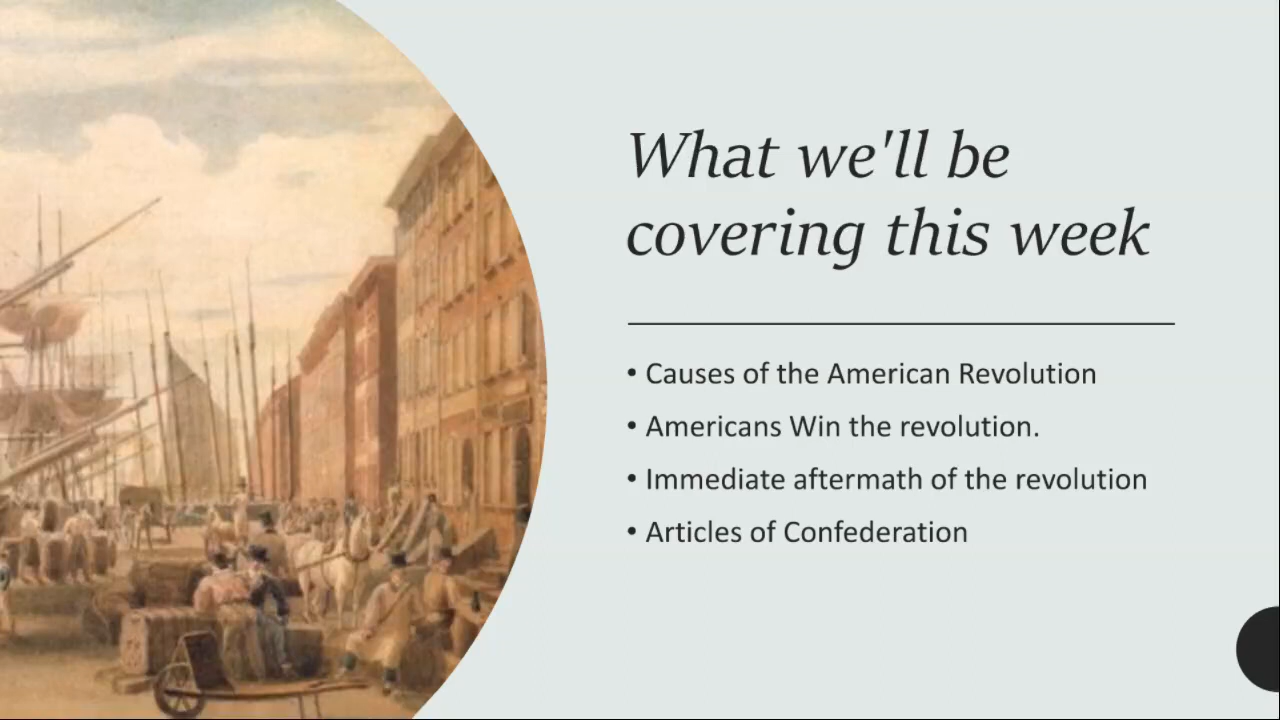 What we'll be
covering this week
• Causes of the American Revolution
• Americans Win the revolution.
• Immediate aftermath of the revolution
• Articles of Confederation